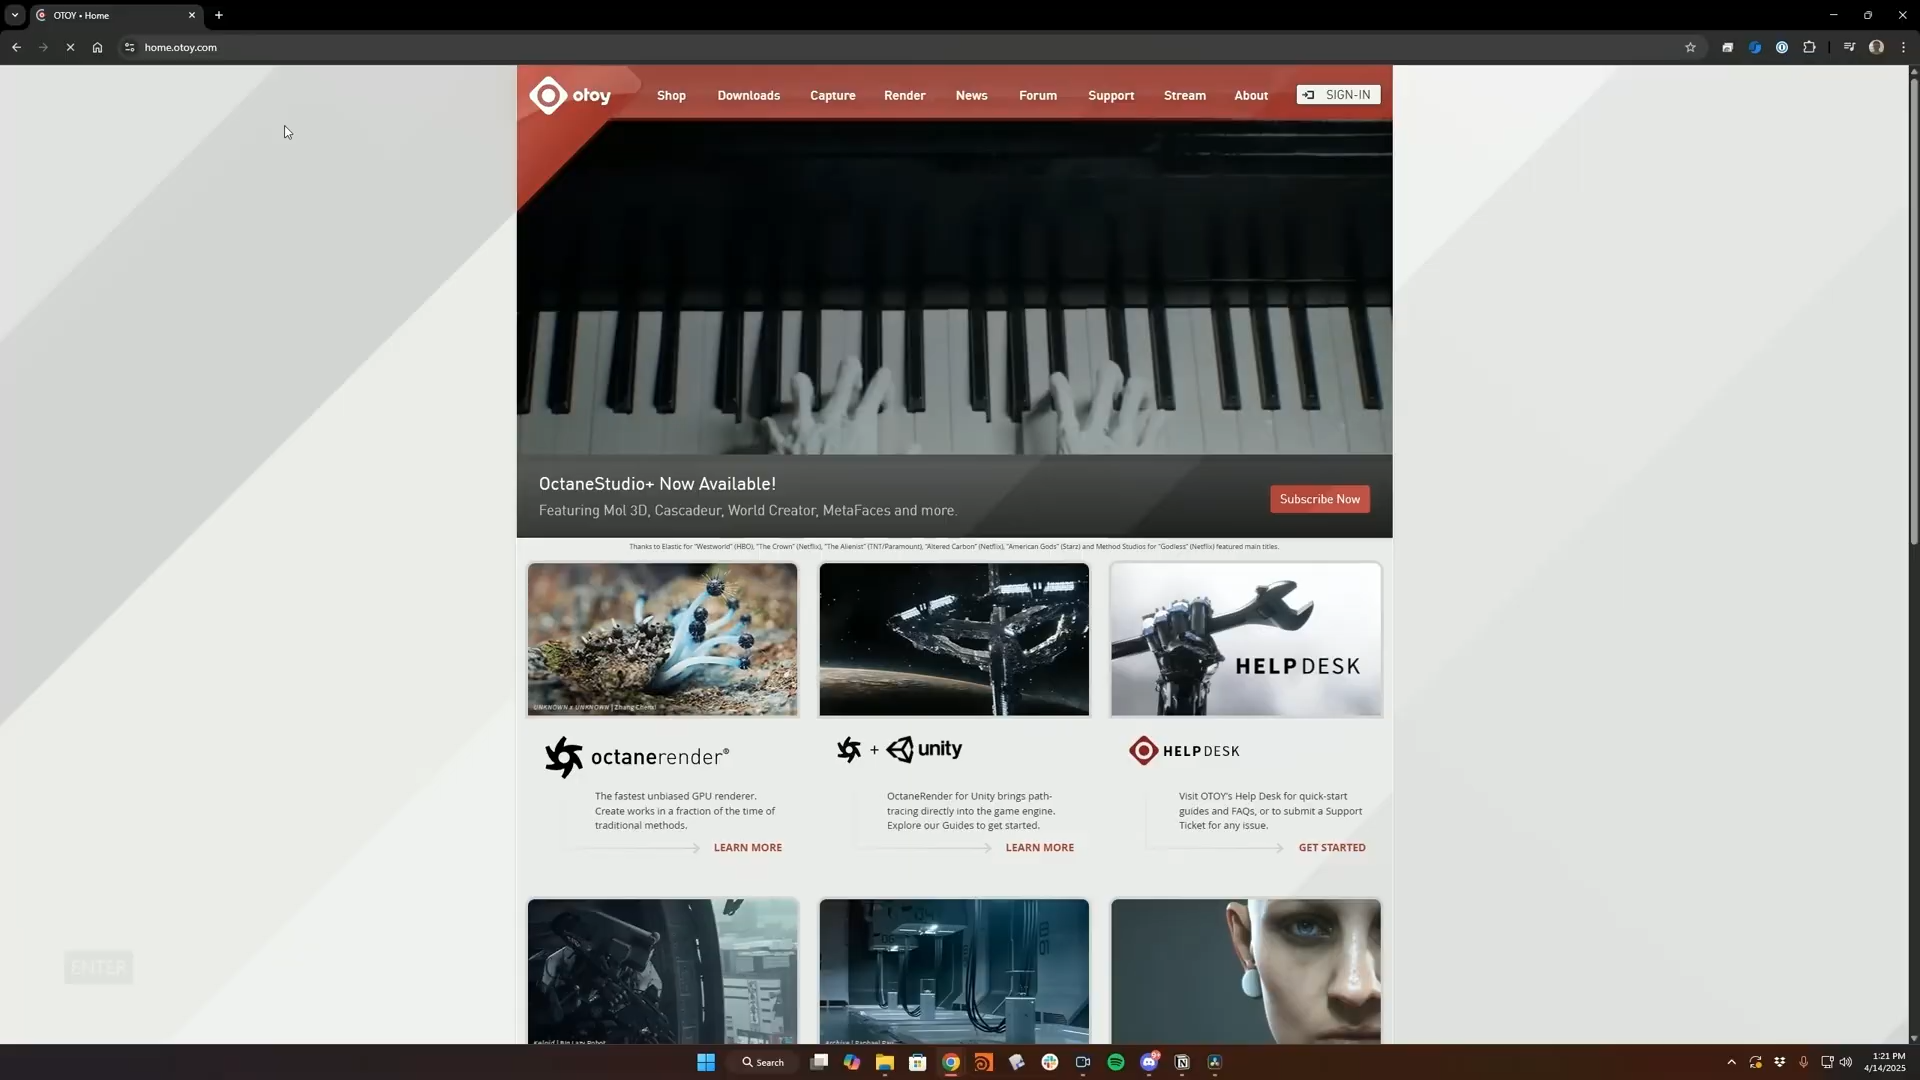 OTOY • Home
home.otoy.com
otoy
Shop
Downloads
Capture
Render
News
Forum
Support
Stream
About
SIGN-IN
OctaneStudio+ Now Available!
Featuring Mol 3D, Cascadeur, World Creator, MetaFaces and more.
Subscribe Now
Thanks to Elastic for "Westworld" (HBO), "The Crown" (Netflix), "The Alienist" (TNT/Paramount), "Altered Carbon" (Netflix), "American Gods" (Starz) and Method Studios for "Godless" (Netflix) featured main titles.
HELPDESK
octanerender®
+ unity
HELPDESK
The fastest unbiased GPU renderer.
Create works in a fraction of the time of
traditional methods.
LEARN MORE
OctaneRender for Unity brings path-
tracing directly into the game engine.
Explore our Guides to get started.
LEARN MORE
Visit OTOY's Help Desk for quick-start
guides and FAQs, or to submit a Support
Ticket for any issue.
GET STARTED
ENTER
Search
1:21 PM
4/14/2025